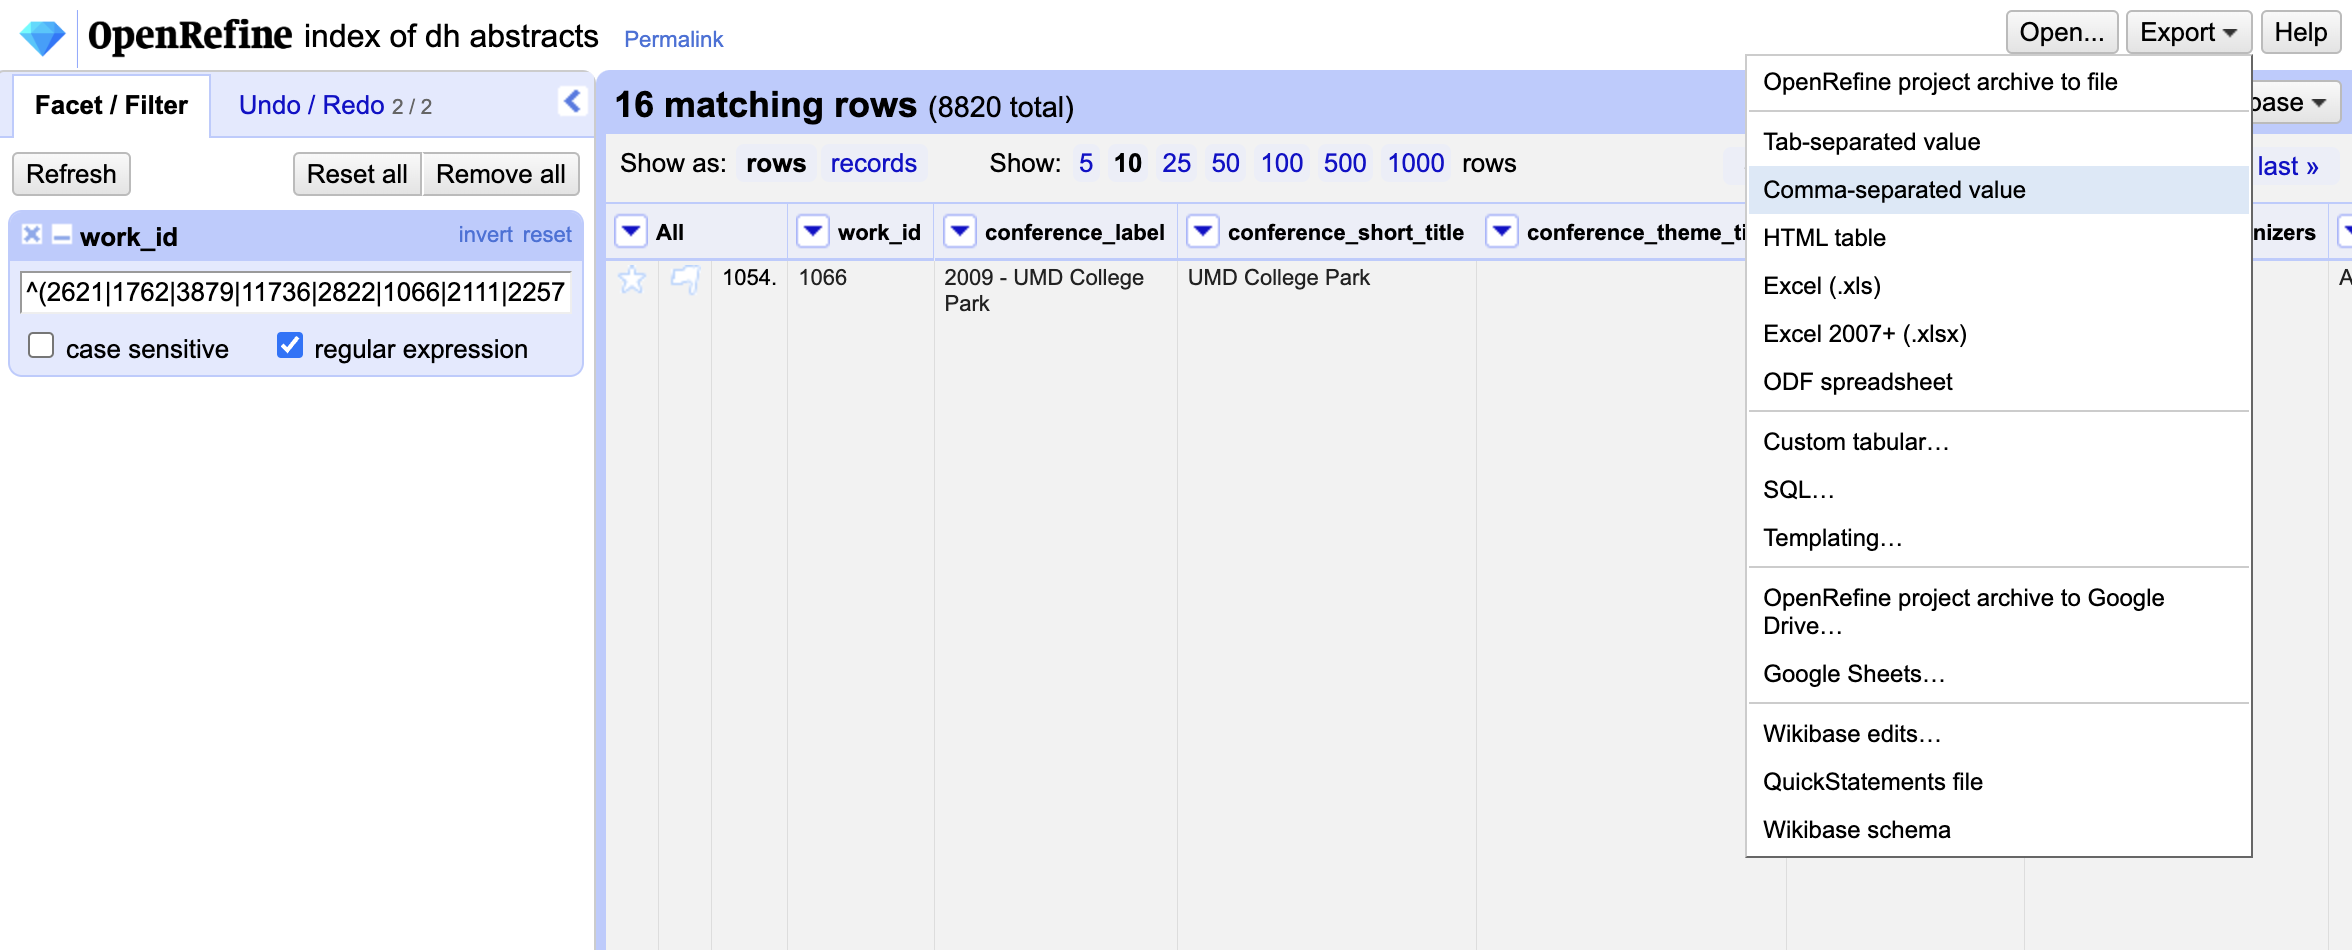 OpenRefine index of dh abstracts Permalink
Open... Export Help
Facet / Filter Undo / Redo 2 / 2
Refresh Reset all Remove all
work_id invert reset
^(2621|1762|3879|11736|2822|1066|2111|2257
case sensitive regular expression
16 matching rows (8820 total)
Show as: rows records Show: 5 10 25 50 100 500 1000 rows
last »
All work_id conference_label conference_short_title
1054. 1066 2009 - UMD College Park UMD College Park
OpenRefine project archive to file
Tab-separated value
Comma-separated value
HTML table
Excel (.xls)
Excel 2007+ (.xlsx)
ODF spreadsheet
Custom tabular…
SQL…
Templating…
OpenRefine project archive to Google
Drive…
Google Sheets…
Wikibase edits…
QuickStatements file
Wikibase schema